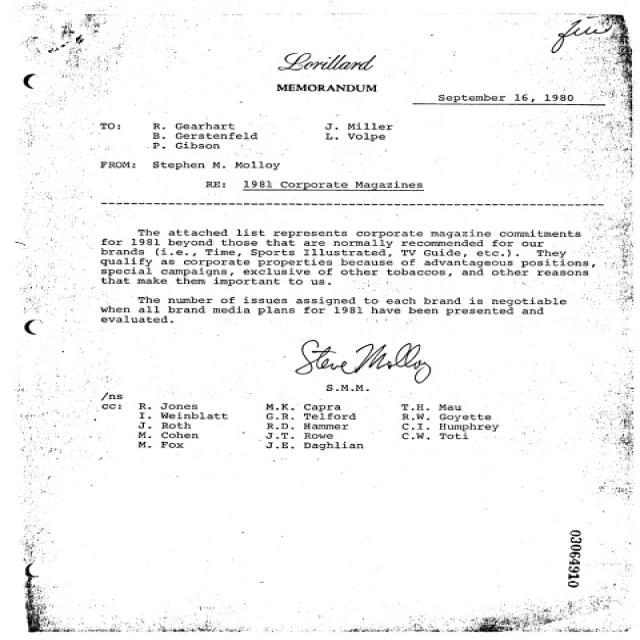 Lorillard
MEMORANDUM
September 16, 1980
TO: R. Gearhart J. Miller
B. Gerstenfeld L. Volpe
P. Gibson
FROM: Stephen M. Molloy
RE: 1981 Corporate Magazines
The attached list represents corporate magazine commitments
for 1981 beyond those that are normally recommended for our
brands (i.e., Time, Sports Illustrated, TV Guide, etc.). They
qualify as corporate properties because of advantageous positions,
special campaigns, exclusive of other tobaccos, and other reasons
that make them important to us.
The number of issues assigned to each brand is negotiable
when all brand media plans for 1981 have been presented and
evaluated.
Steve Molloy
S.M.M.
/ns
cc: R. Jones M.K. Capra T.H. Mau
I. Weinblatt G.R. Telford R.W. Goyette
J. Roth R.D. Hammer C.I. Humphrey
M. Cohen J.T. Rowe C.W. Toti
M. Fox J.E. Daghlian
03064910